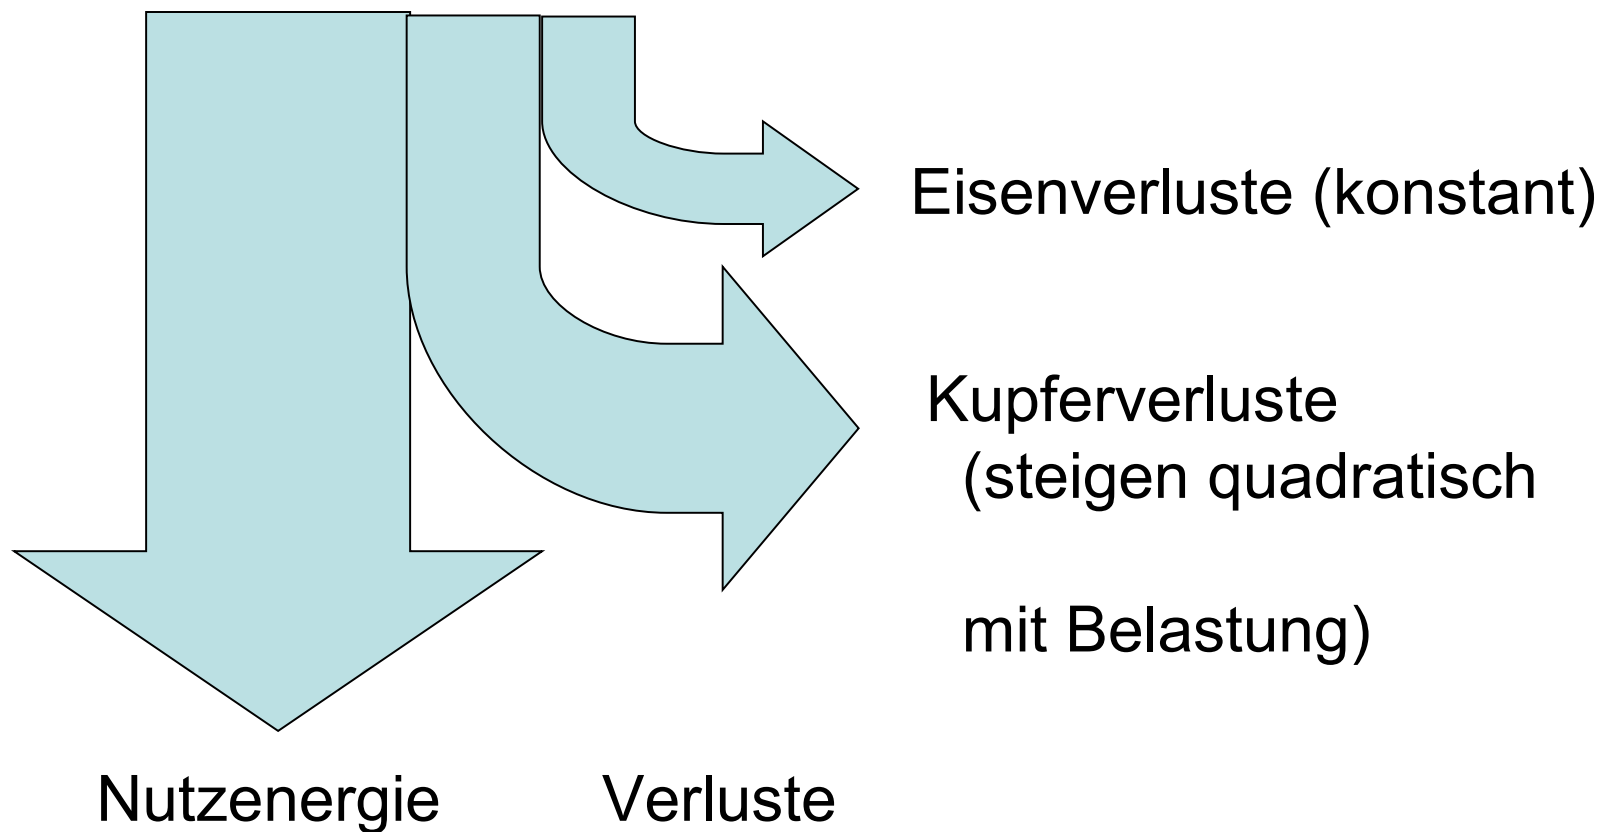 Eisenverluste (konstant)
Kupferverluste
(steigen quadratisch
mit Belastung)
Nutzenergie
Verluste